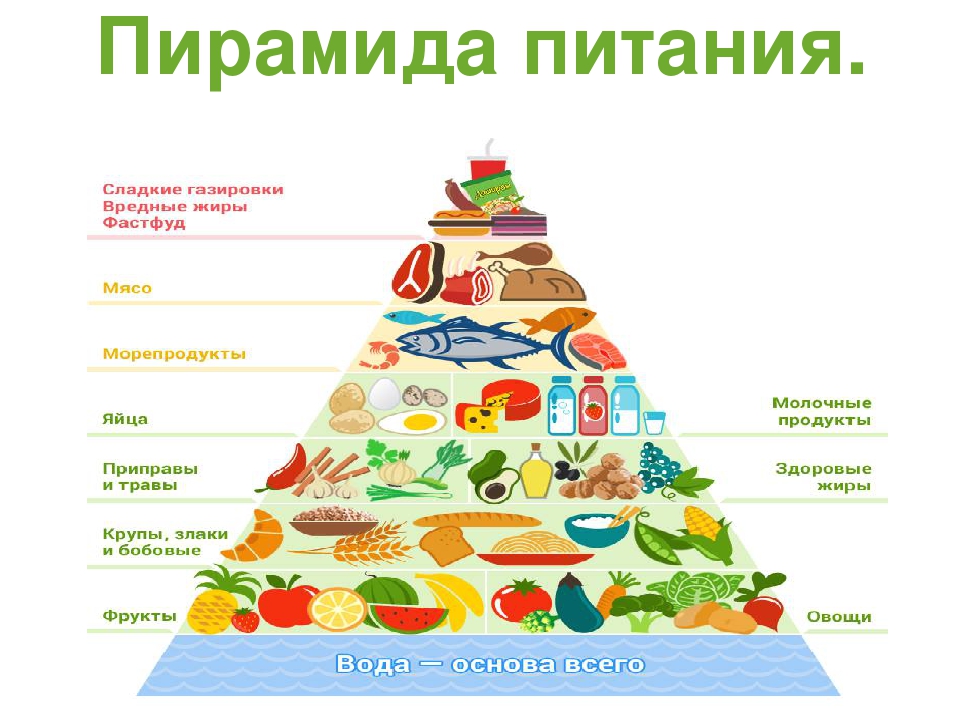 Пирамида питания.
Сладкие газировки
Вредные жиры
Фастфуд
Мясо
Морепродукты
Яйца
Молочные
продукты
Приправы
и травы
Здоровые
жиры
Крупы, злаки
и бобовые
Фрукты
Овощи
Вода — основа всего